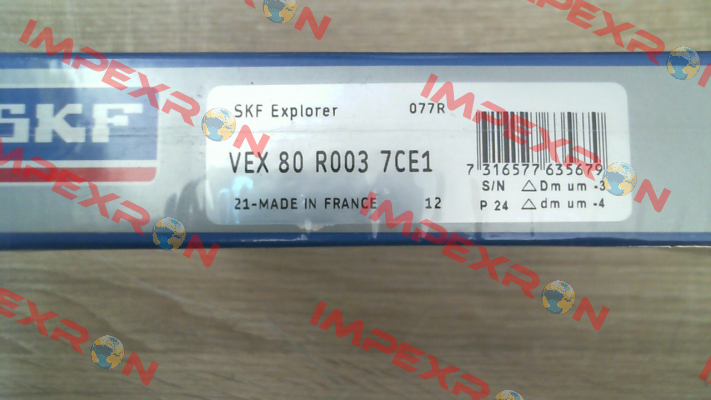 SKF
SKF Explorer 077R
VEX 80 R003 7CE1
7 316577 635679
S/N △Dm um -3
21-MADE IN FRANCE 12
P 24 △dm um -4
IMPEXRON
IMPEXRON
IMPEXRON
IMPEXRON
IMPEXRON
IMPEXRON
IMPEXRON